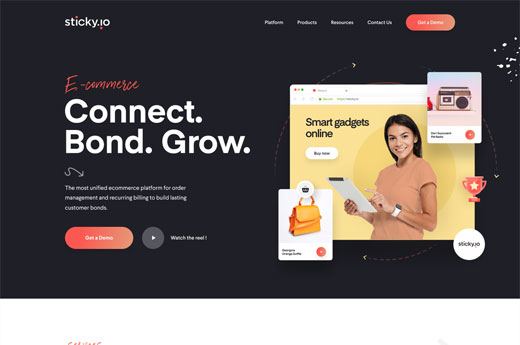 sticky.io
Platform
Products
Resources
Contact Us
Get a Demo
E-commerce
Connect.
Bond. Grow.
The most unified ecommerce platform for order
management and recurring billing to build lasting
customer bonds.
Get a Demo
Watch the reel!
Smart gadgets
online
Buy now
Georgina
Orange Duffle
sticky.io